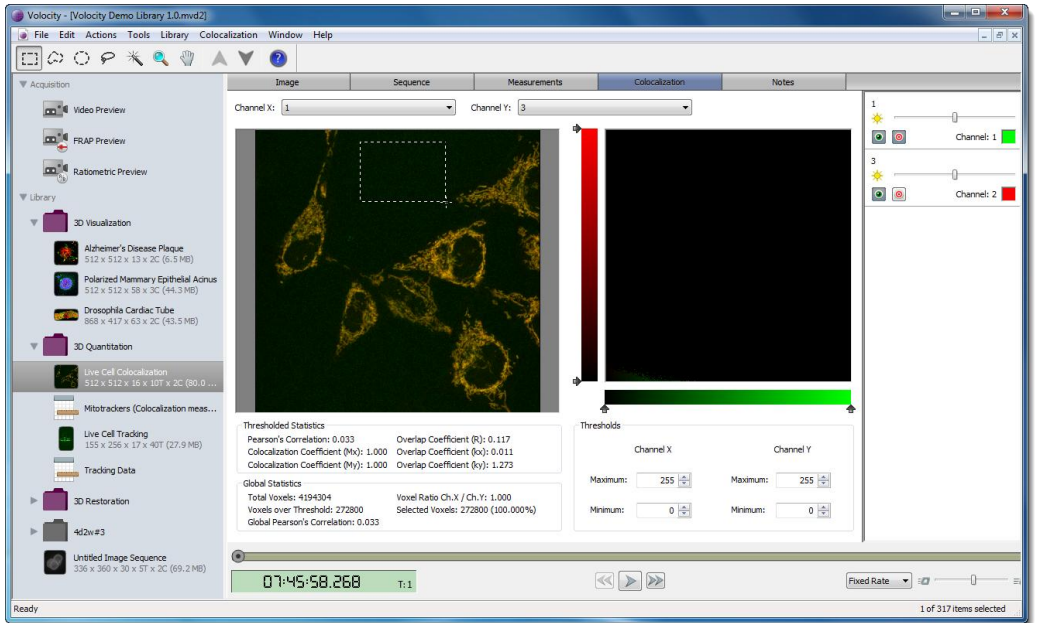 Volocity - [Volocity Demo Library 1.0.mvd2]
File Edit Actions Tools Library Colocalization Window Help
Acquisition
Video Preview
FRAP Preview
Ratiometric Preview
Library
3D Visualization
Alzheimer's Disease Plaque
512 x 512 x 13 x 2C (6.5 MB)
Polarized Mammary Epithelial Acinus
512 x 512 x 58 x 3C (44.3 MB)
Drosophila Cardiac Tube
868 x 417 x 63 x 2C (43.5 MB)
3D Quantitation
Live Cell Colocalization
512 x 512 x 16 x 10T x 2C (80.0 ...
Mitotrackers (Colocalization meas...
Live Cell Tracking
155 x 256 x 17 x 40T (27.9 MB)
Tracking Data
3D Restoration
4d2w#3
Untitled Image Sequence
336 x 360 x 30 x 5T x 2C (69.2 MB)
Image Sequence Measurements Colocalization Notes
Channel X: 1 Channel Y: 3
1
Channel: 1
3
Channel: 2
Thresholded Statistics
Pearson's Correlation: 0.033 Overlap Coefficient (R): 0.117
Colocalization Coefficient (Mx): 1.000 Overlap Coefficient (kx): 0.011
Colocalization Coefficient (My): 1.000 Overlap Coefficient (ky): 1.273
Global Statistics
Total Voxels: 4194304 Voxel Ratio Ch.X / Ch.Y: 1.000
Voxels over Threshold: 272800 Selected Voxels: 272800 (100.000%)
Global Pearson's Correlation: 0.033
Thresholds
Channel X Channel Y
Maximum: 255 Maximum: 255
Minimum: 0 Minimum: 0
07:45:58.268 T:1
Fixed Rate
Ready
1 of 317 items selected